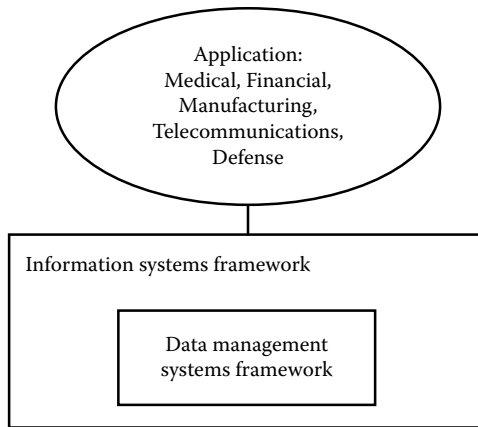 Application:
Medical, Financial,
Manufacturing,
Telecommunications,
Defense
Information systems framework
Data management
systems framework